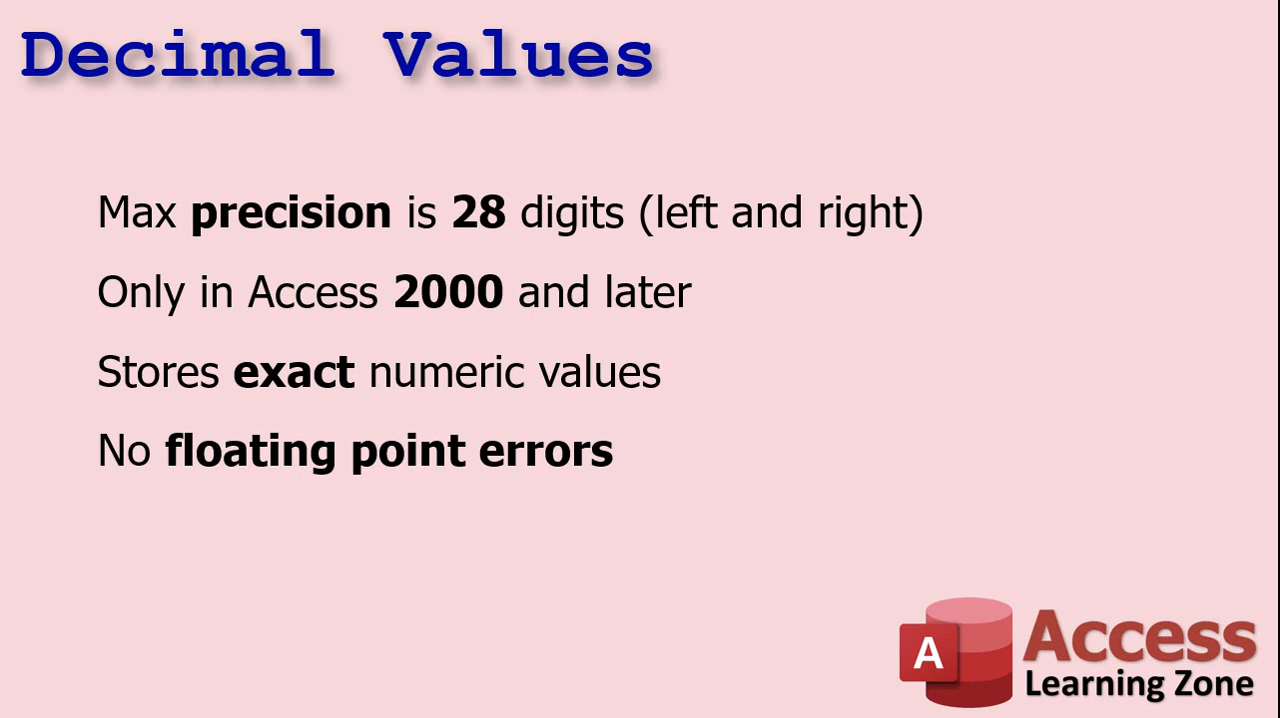 Decimal Values
Max precision is 28 digits (left and right)
Only in Access 2000 and later
Stores exact numeric values
No floating point errors
A
Access
Learning Zone